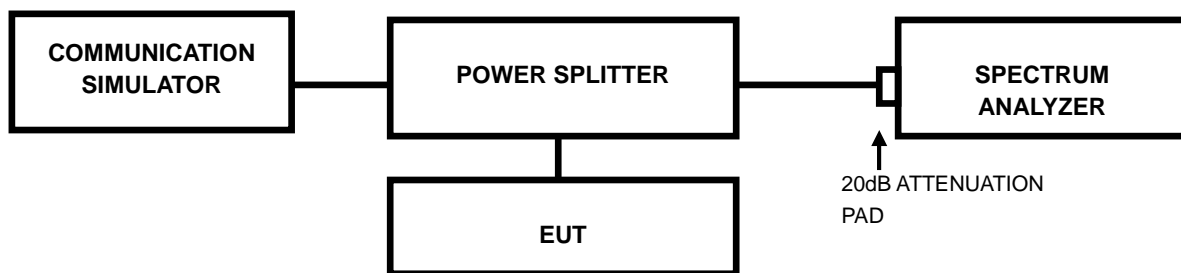 COMMUNICATION
SIMULATOR
POWER SPLITTER
SPECTRUM
ANALYZER
20dB ATTENUATION
PAD
EUT